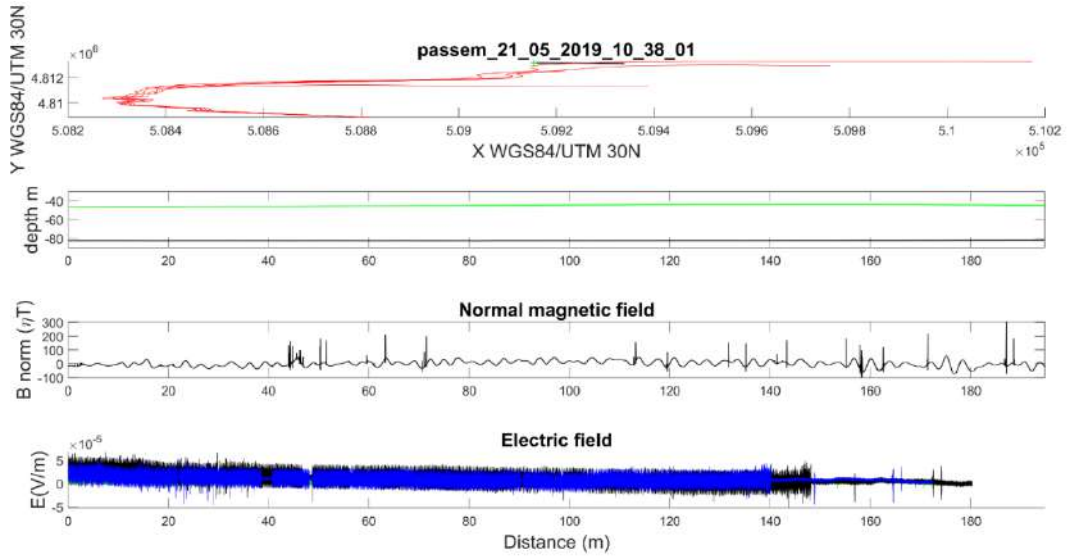 ×10⁶
passem_21_05_2019_10_38_01
Y WGS84/UTM 30N
4.812
4.81
5.082 5.084 5.086 5.088 5.09 5.092 5.094 5.096 5.098 5.1 5.102
X WGS84/UTM 30N
×10⁵
depth m
-40
-60
-80
0 20 40 60 80 100 120 140 160 180
Normal magnetic field
B norm (ηT)
300
200
100
0
-100
0 20 40 60 80 100 120 140 160 180
×10⁻⁵
Electric field
E(V/m)
5
0
-5
0 20 40 60 80 100 120 140 160 180
Distance (m)